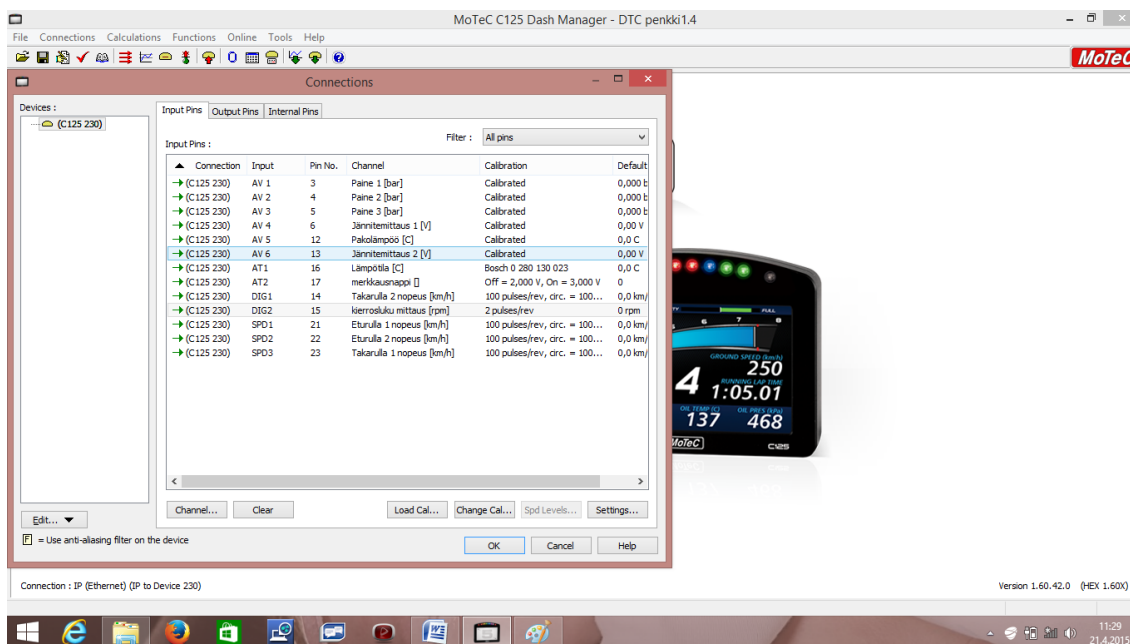 MoTeC C125 Dash Manager - DTC penkki1.4
File Connections Calculations Functions Online Tools Help
MoTeC
Connections
Devices :
(C125 230)
Input Pins Output Pins Internal Pins
Filter : All pins
Input Pins :
Connection Input Pin No. Channel Calibration Default
(C125 230) AV 1 3 Paine 1 [bar] Calibrated 0,000 b
(C125 230) AV 2 4 Paine 2 [bar] Calibrated 0,000 b
(C125 230) AV 3 5 Paine 3 [bar] Calibrated 0,000 b
(C125 230) AV 4 6 Jännitemittaus 1 [V] Calibrated 0,00 V
(C125 230) AV 5 12 Pakolämpöö [C] Calibrated 0,0 C
(C125 230) AV 6 13 Jännitemittaus 2 [V] Calibrated 0,00 V
(C125 230) AT1 16 Lämpötila [C] Bosch 0 280 130 023 0,0 C
(C125 230) AT2 17 merkkausnappi [] Off = 2,000 V, On = 3,000 V 0
(C125 230) DIG1 14 Takarulla 2 nopeus [km/h] 100 pulses/rev, circ. = 100... 0,0 km/
(C125 230) DIG2 15 kierrosluku mittaus [rpm] 2 pulses/rev 0 rpm
(C125 230) SPD1 21 Eturulla 1 nopeus [km/h] 100 pulses/rev, circ. = 100... 0,0 km/
(C125 230) SPD2 22 Eturulla 2 nopeus [km/h] 100 pulses/rev, circ. = 100... 0,0 km/
(C125 230) SPD3 23 Takarulla 1 nopeus [km/h] 100 pulses/rev, circ. = 100... 0,0 km/
Channel... Clear Load Cal... Change Cal... Spd Levels... Settings...
Edit...
F = Use anti-aliasing filter on the device
OK Cancel Help
FULL
6 7 8
GROUND SPEED (km/h)
250
4
RUNNING LAP TIME
1:05.01
OIL TEMP (C) OIL PRES (kPa)
137 468
MoTeC C125
Connection : IP (Ethernet) (IP to Device 230)
Version 1.60.42.0 (HEX 1.60X)
11:29
21.4.2015